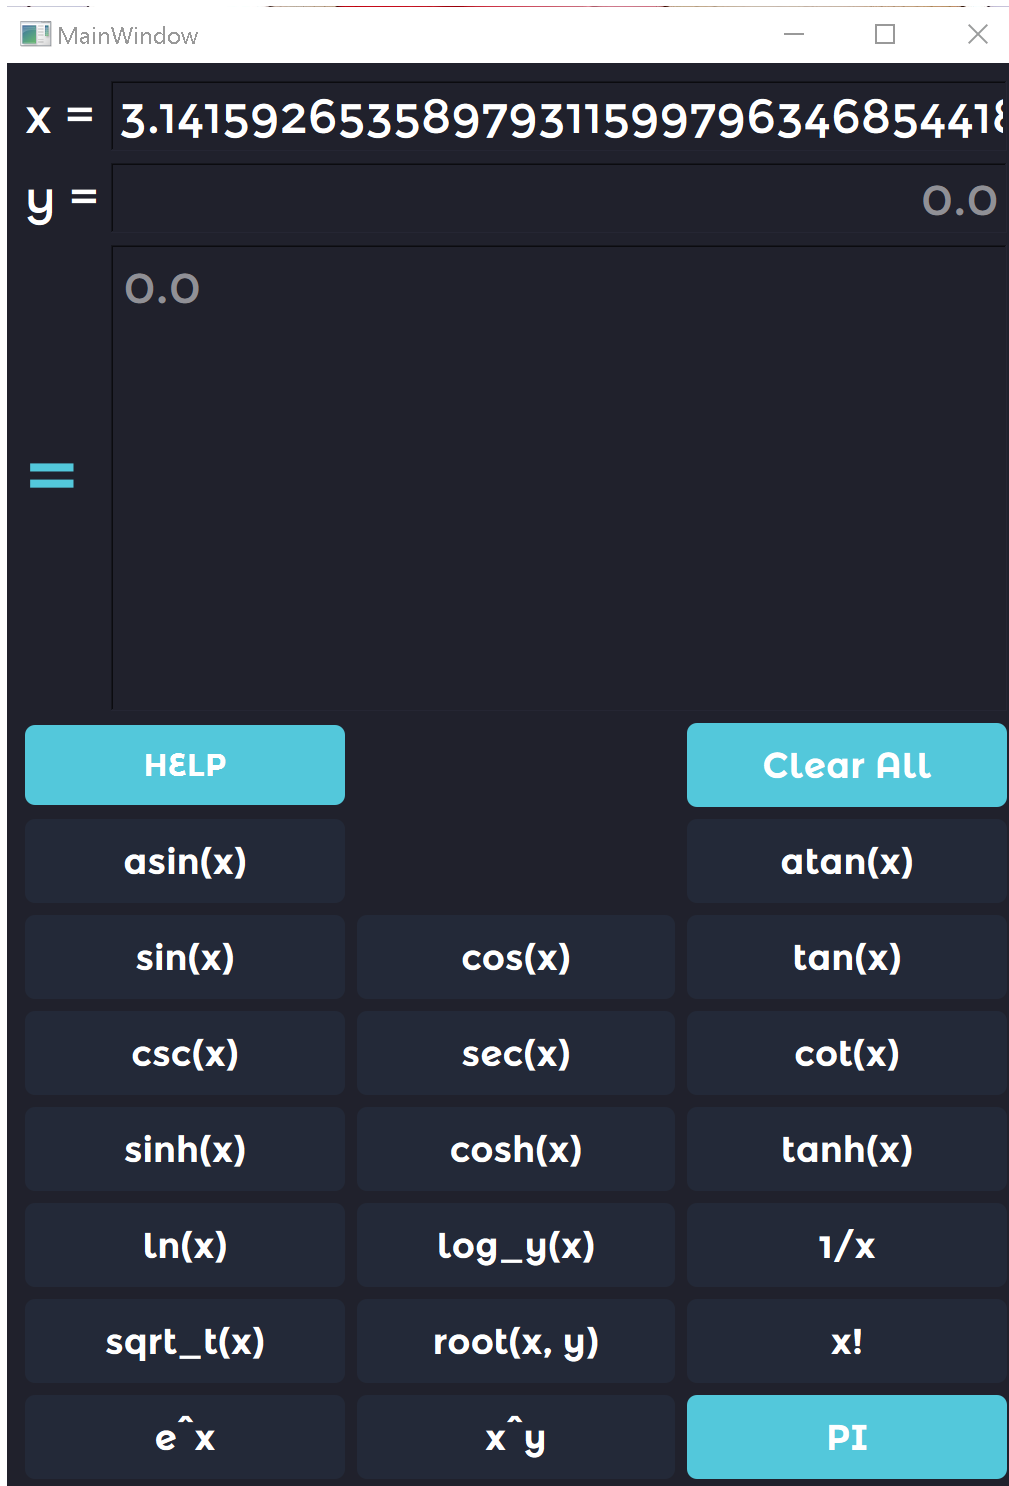 MainWindow
x = 3.14159265358979311599796346854418
y = 0.0
0.0
=
HELP Clear All
asin(x) atan(x)
sin(x) cos(x) tan(x)
csc(x) sec(x) cot(x)
sinh(x) cosh(x) tanh(x)
ln(x) log_y(x) 1/x
sqrt_t(x) root(x, y) x!
e^x x^y PI